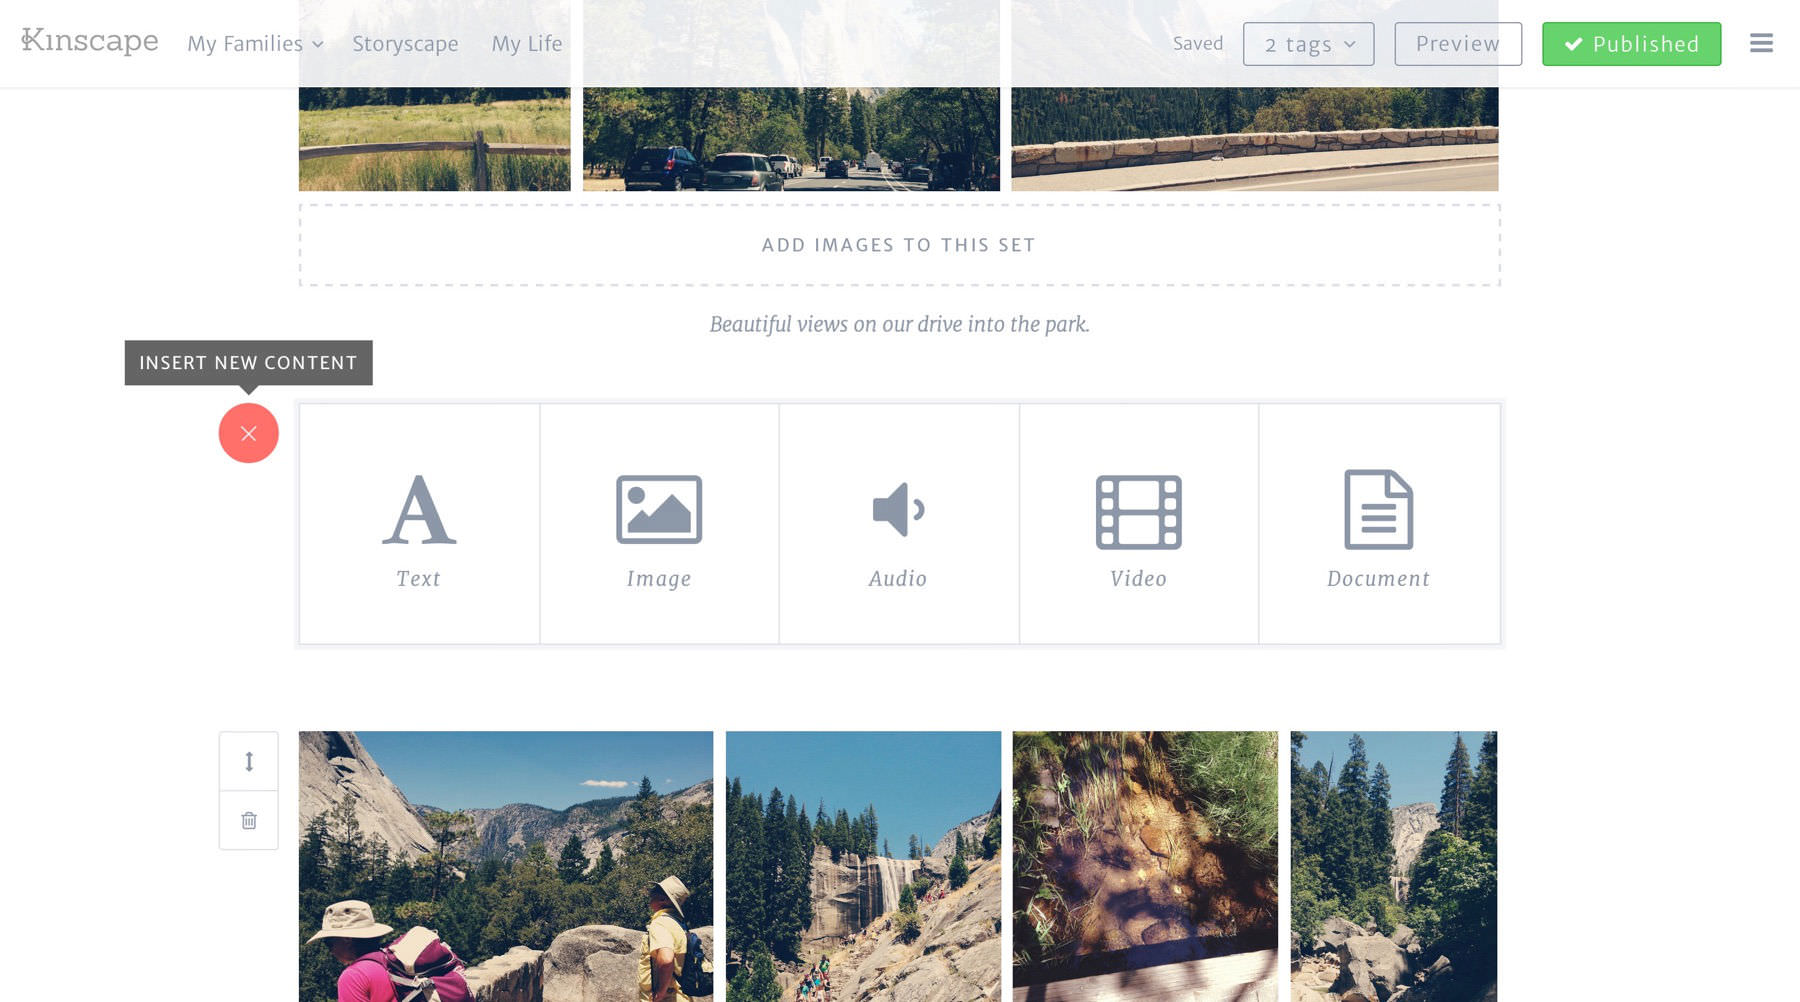 Kinscape My Families Storyscape My Life Saved 2 tags Preview Published
ADD IMAGES TO THIS SET
Beautiful views on our drive into the park.
INSERT NEW CONTENT
A
Text Image Audio Video Document